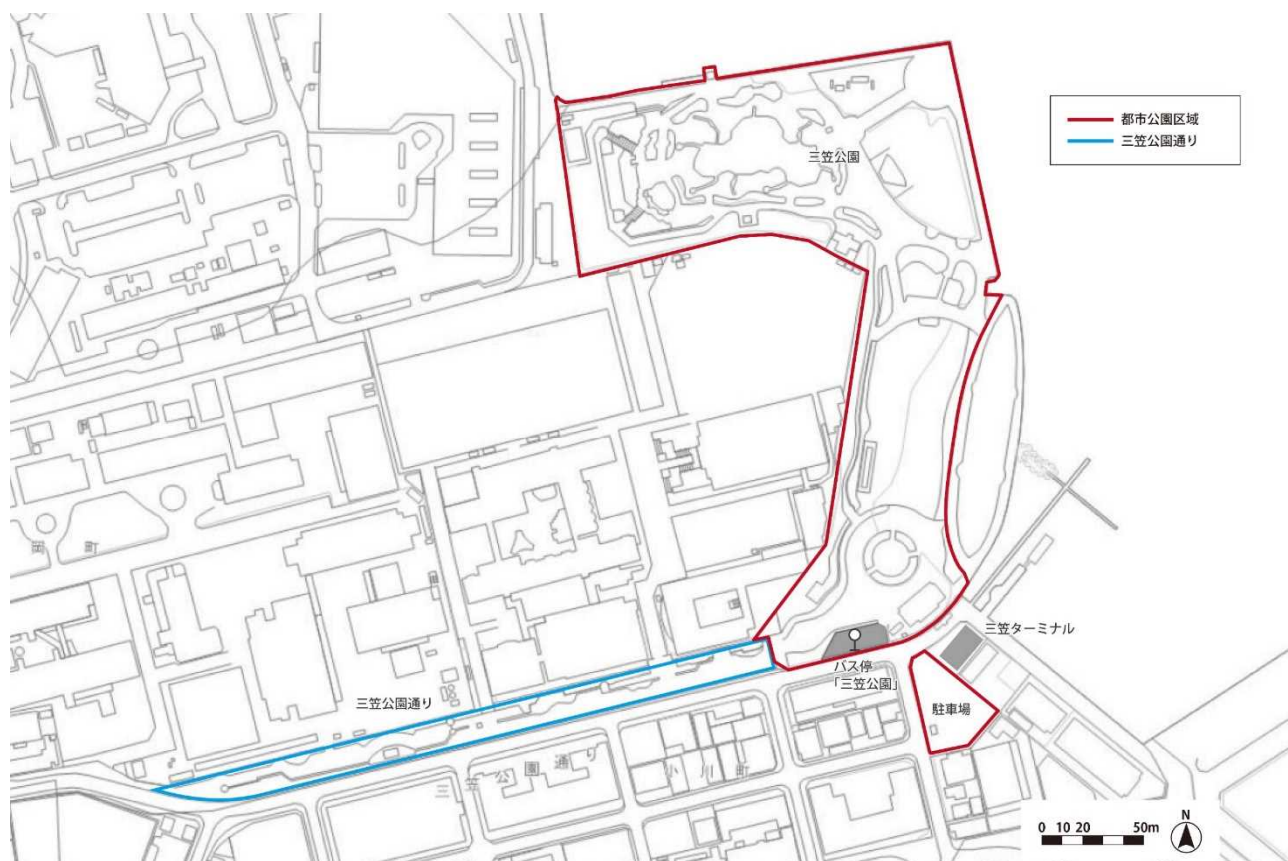 都市公園区域
三笠公園通り
三笠公園
三笠ターミナル
バス停
「三笠公園」
三笠公園通り
駐車場
三笠公園通り
小川町
0 10 20 50m
N